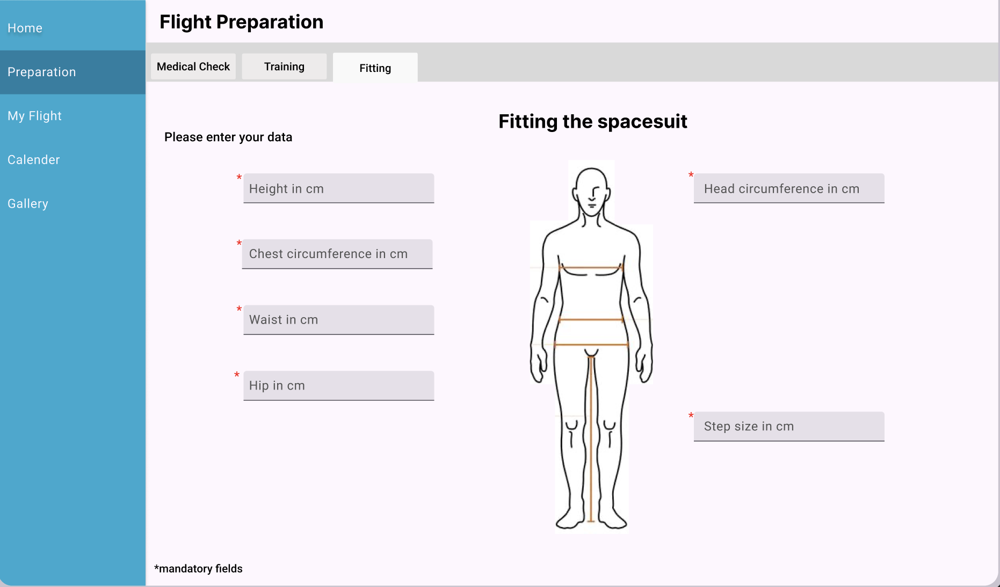 Home
Preparation
My Flight
Calender
Gallery
Flight Preparation
Medical Check
Training
Fitting
Fitting the spacesuit
Please enter your data
* Height in cm
* Chest circumference in cm
* Waist in cm
* Hip in cm
* Head circumference in cm
* Step size in cm
*mandatory fields